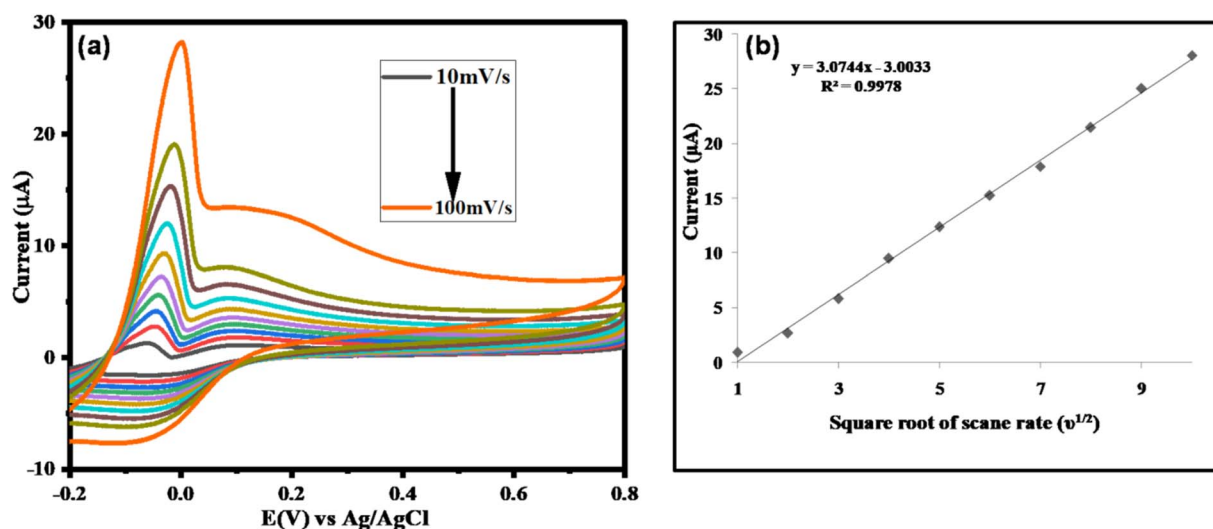 (a)
30
20
10
0
-10
-0.2 0.0 0.2 0.4 0.6 0.8
Current (µA)
E(V) vs Ag/AgCl
10mV/s
100mV/s
(b)
y = 3.0744x - 3.0033
R² = 0.9978
30
25
20
15
10
5
0
1 3 5 7 9
Current (µA)
Square root of scane rate (υ^1/2)